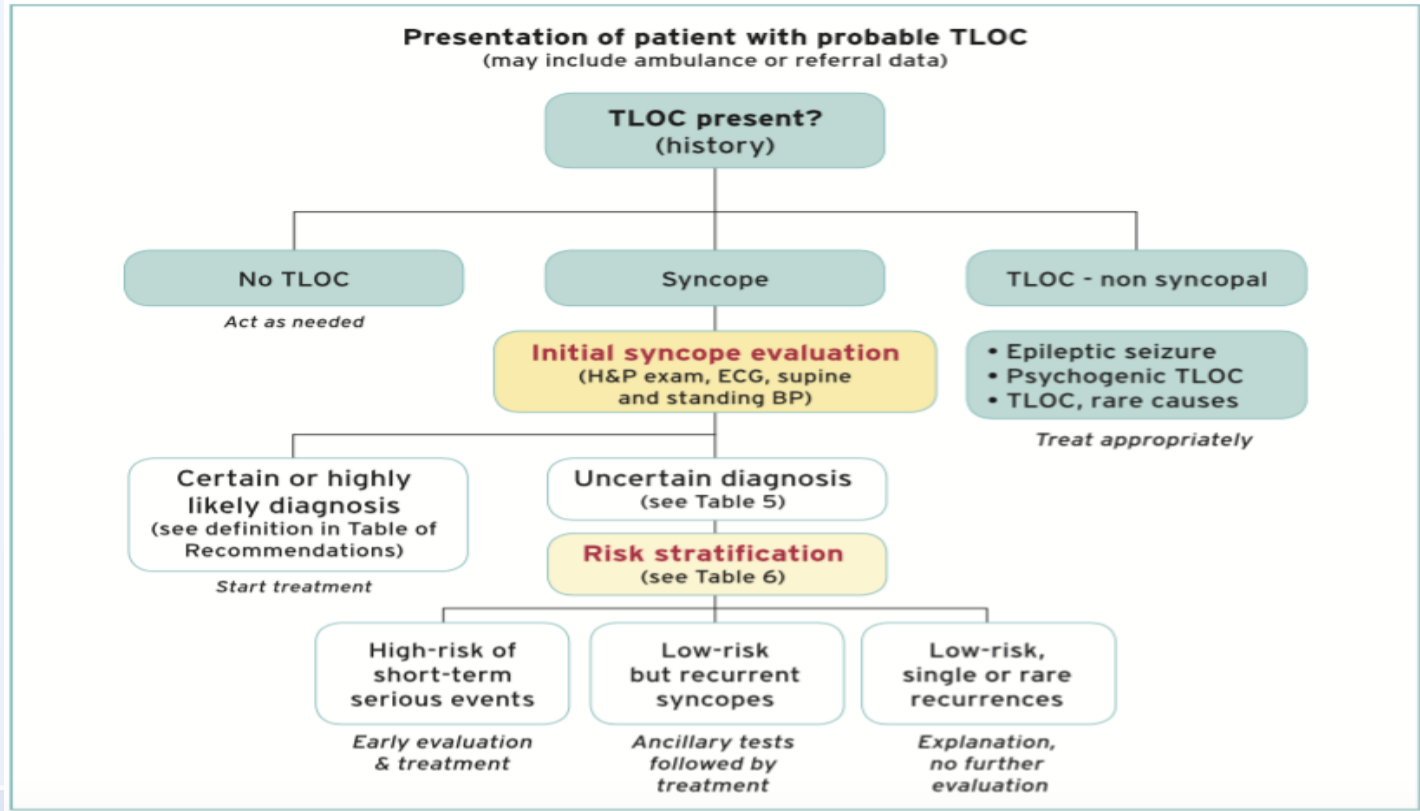 Presentation of patient with probable TLOC
(may include ambulance or referral data)
TLOC present?
(history)
No TLOC
Act as needed
Syncope
TLOC - non syncopal
Initial syncope evaluation
(H&P exam, ECG, supine
and standing BP)
• Epileptic seizure
• Psychogenic TLOC
• TLOC, rare causes
Treat appropriately
Certain or highly
likely diagnosis
(see definition in Table of
Recommendations)
Start treatment
Uncertain diagnosis
(see Table 5)
Risk stratification
(see Table 6)
High-risk of
short-term
serious events
Early evaluation
& treatment
Low-risk
but recurrent
syncopes
Ancillary tests
followed by
treatment
Low-risk,
single or rare
recurrences
Explanation,
no further
evaluation